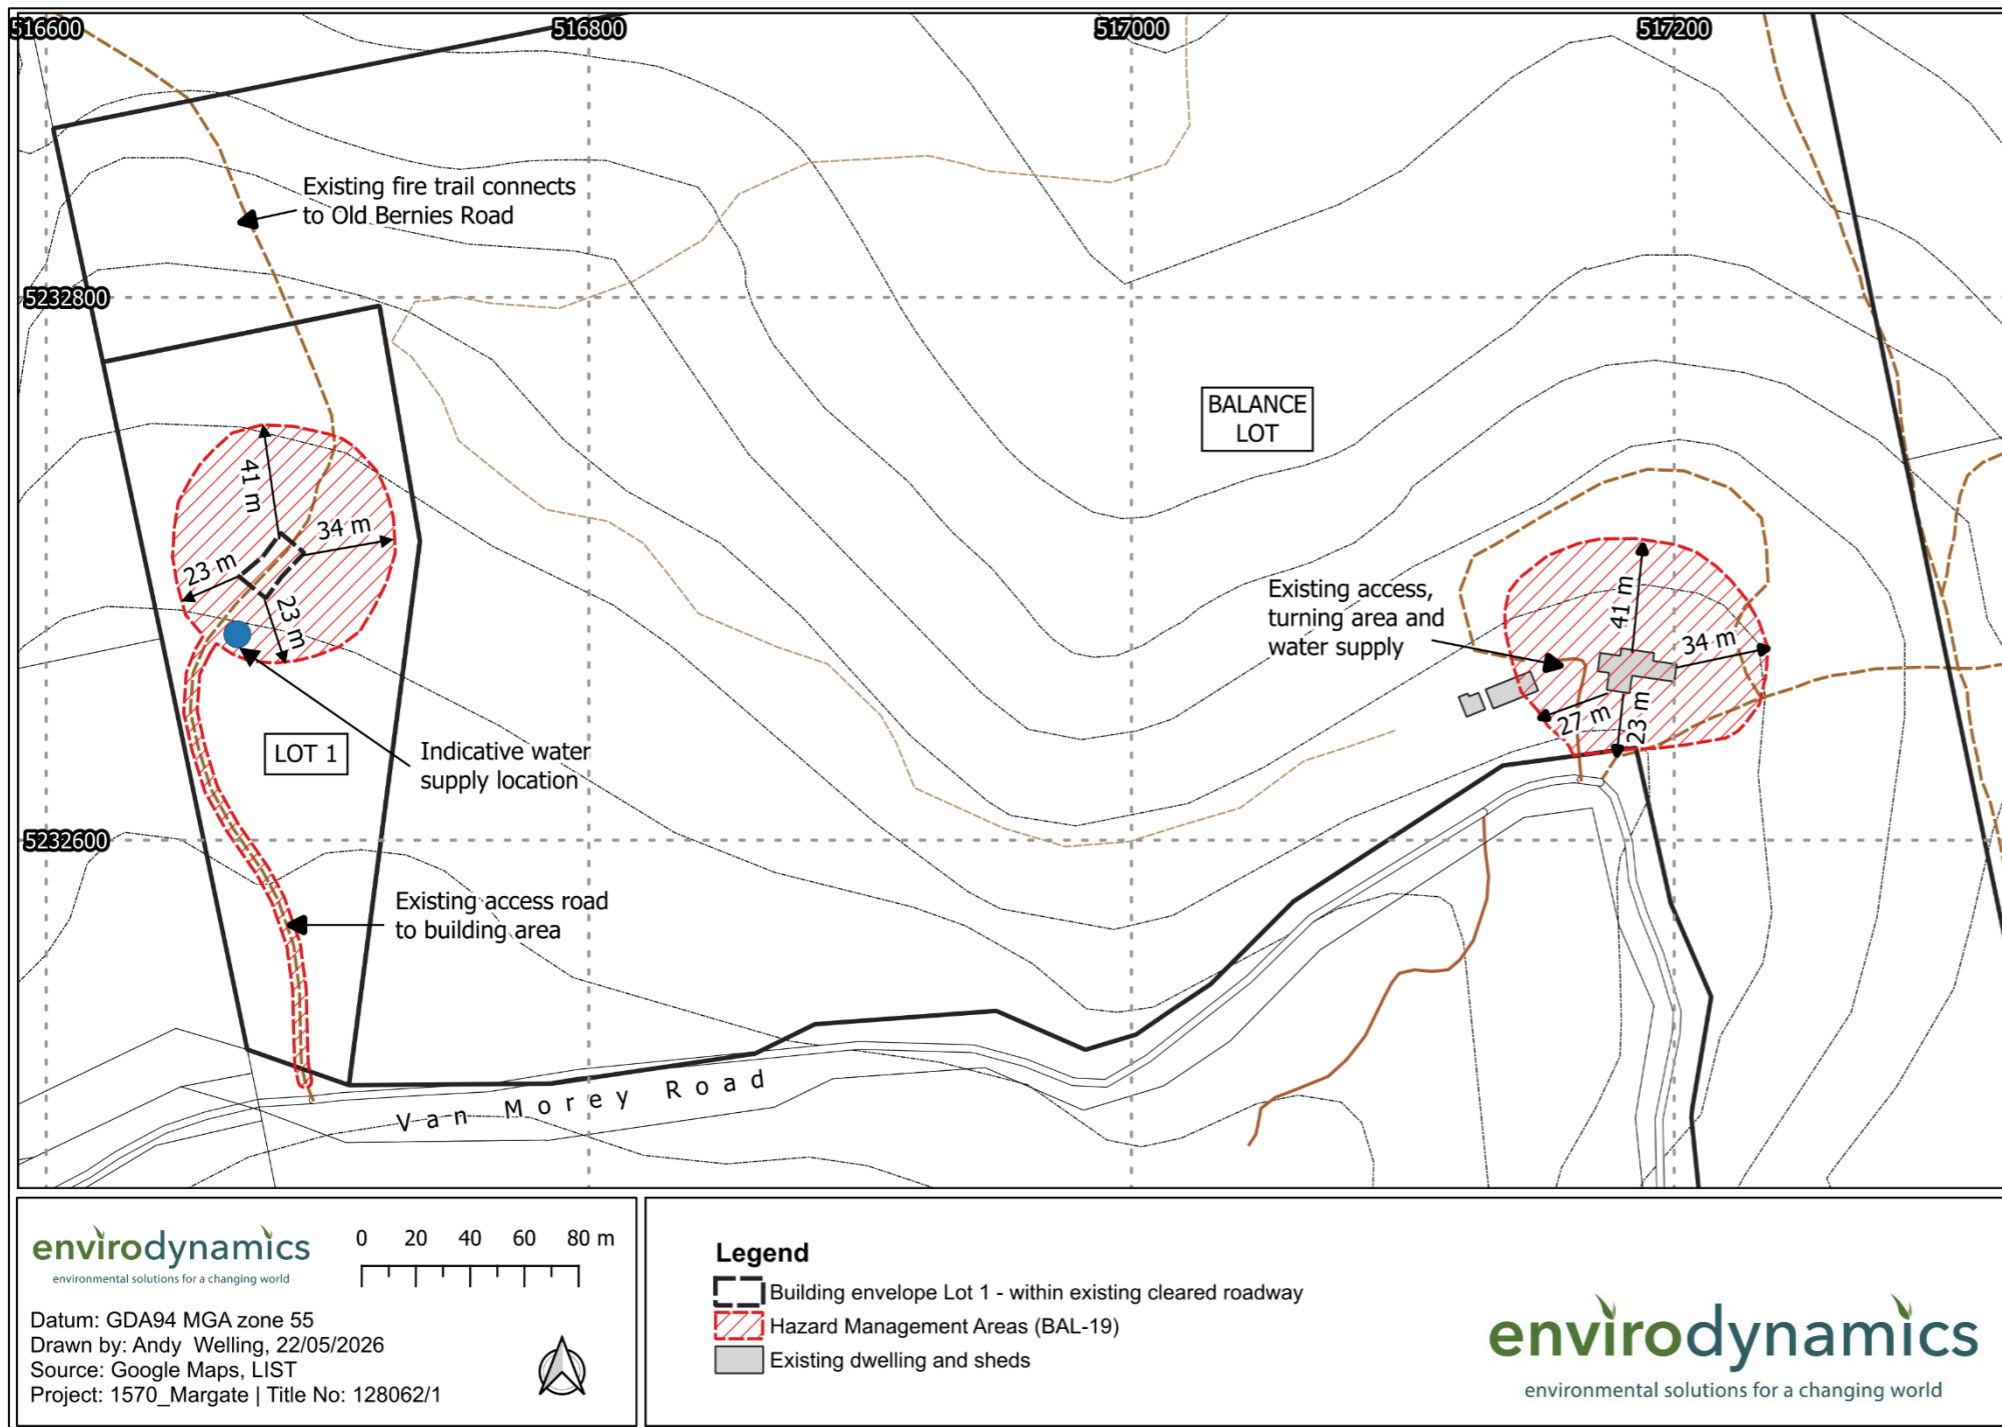 516600
516800
517000
517200
Existing fire trail connects
to Old Bernies Road
5232800
BALANCE
LOT
41 m
34 m
23 m
23 m
Existing access,
turning area and
water supply
41 m
34 m
27 m
23 m
LOT 1
Indicative water
supply location
5232600
Existing access road
to building area
Van Morey Road
envirodynamics
environmental solutions for a changing world
0 20 40 60 80 m
Datum: GDA94 MGA zone 55
Drawn by: Andy Welling, 22/05/2026
Source: Google Maps, LIST
Project: 1570_Margate | Title No: 128062/1
Legend
Building envelope Lot 1 - within existing cleared roadway
Hazard Management Areas (BAL-19)
Existing dwelling and sheds
envirodynamics
environmental solutions for a changing world